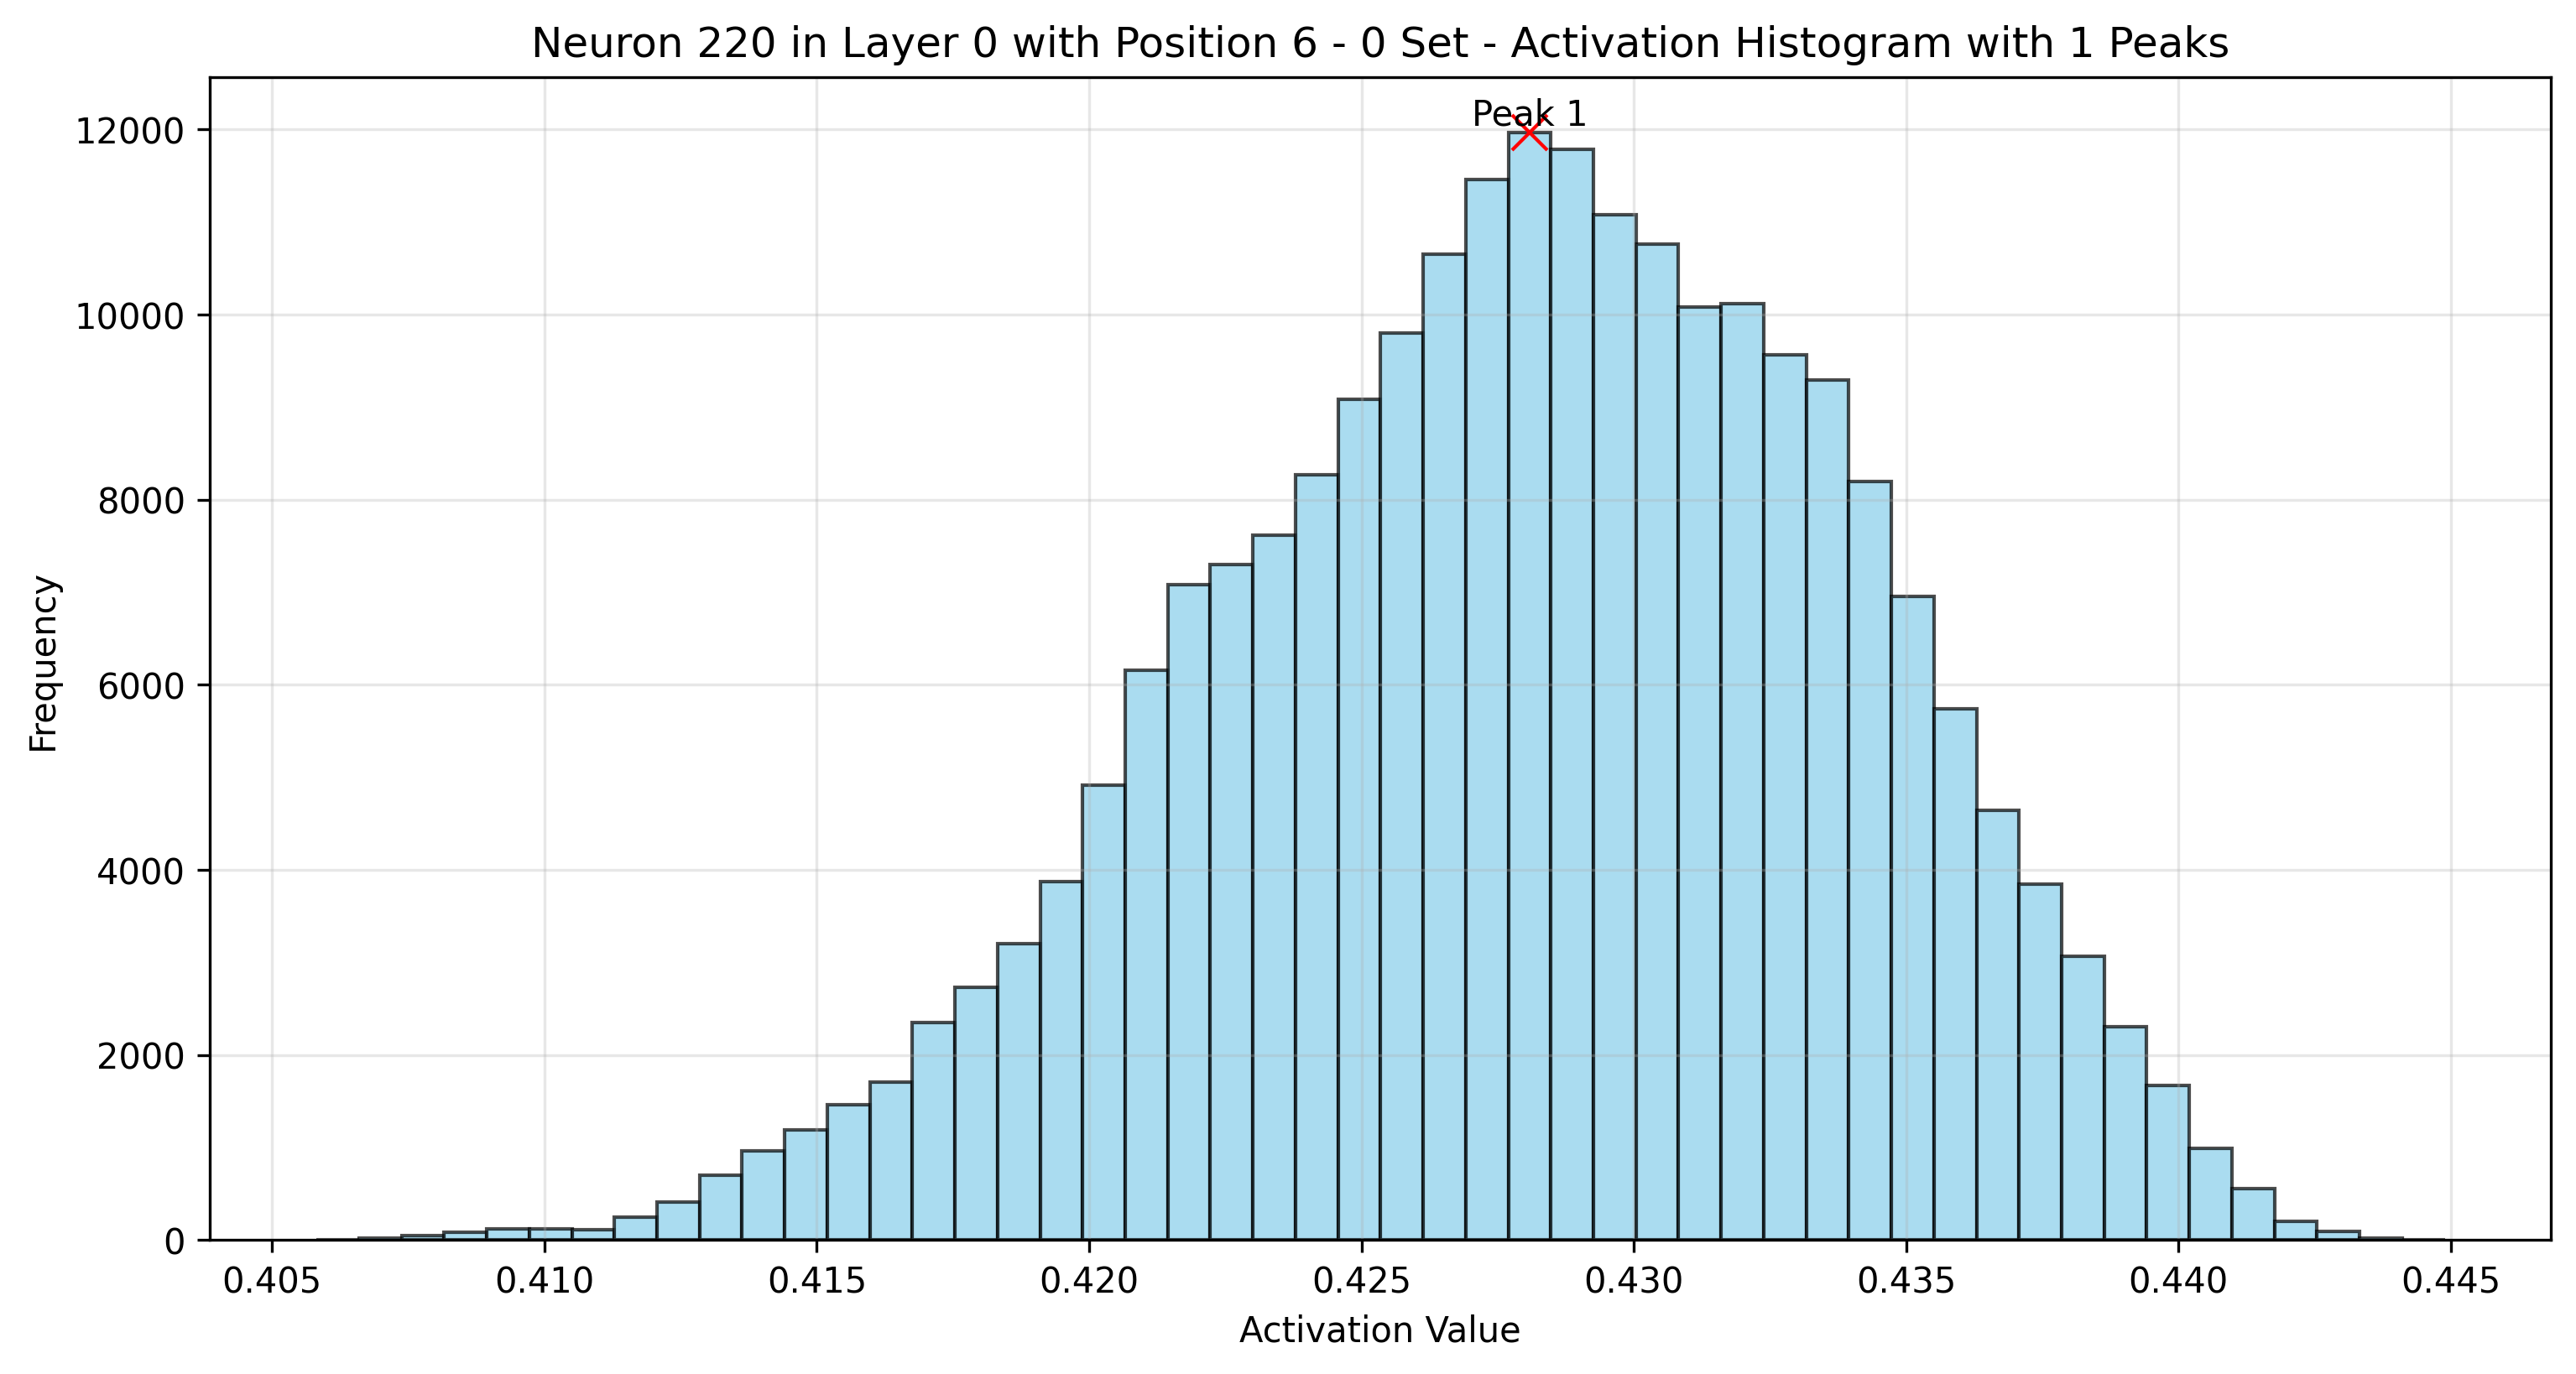 Neuron 220 in Layer 0 with Position 6 - 0 Set - Activation Histogram with 1 Peaks
Peak 1
12000
10000
8000
6000
4000
2000
0
Frequency
0.405 0.410 0.415 0.420 0.425 0.430 0.435 0.440 0.445
Activation Value